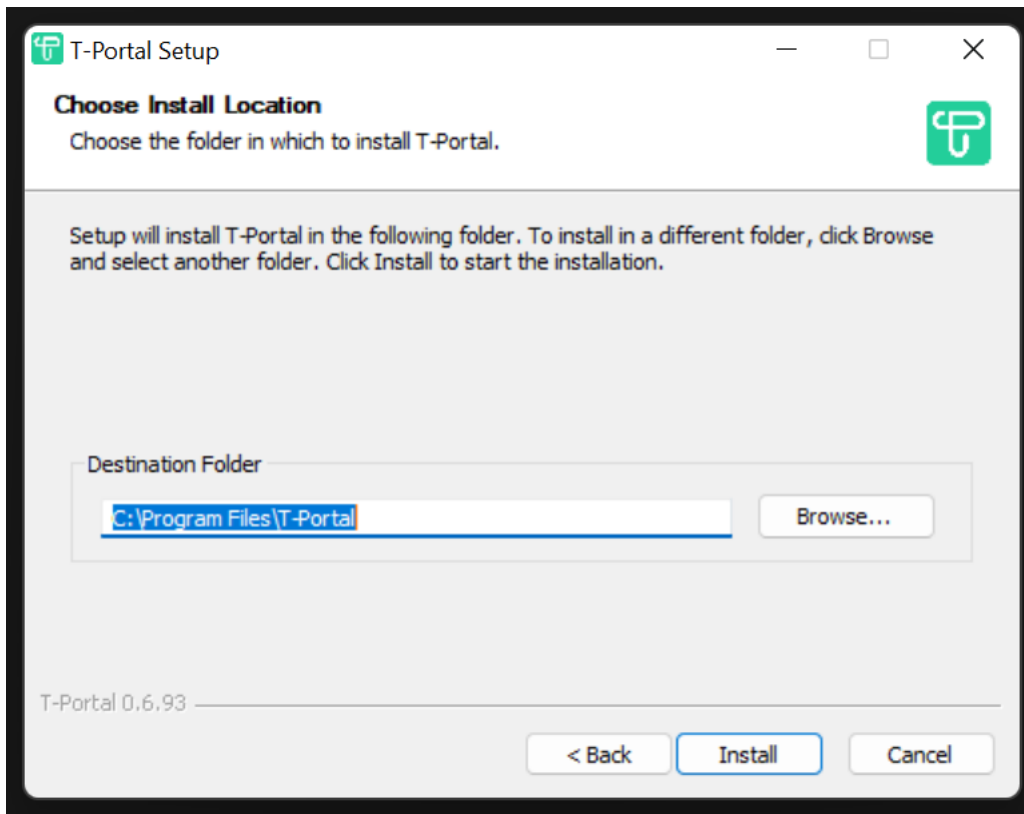 T-Portal Setup
Choose Install Location
Choose the folder in which to install T-Portal.
Setup will install T-Portal in the following folder. To install in a different folder, click Browse
and select another folder. Click Install to start the installation.
Destination Folder
C:\Program Files\T-Portal
Browse...
T-Portal 0.6.93
< Back
Install
Cancel